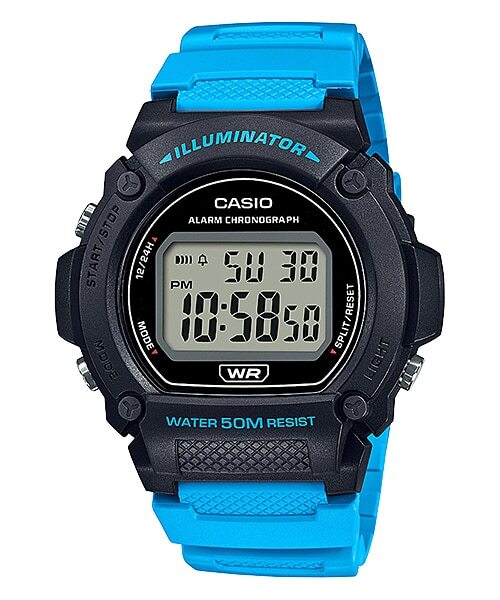 ILLUMINATOR
CASIO
ALARM CHRONOGRAPH
START/STOP
12/24H
SU 30
PM
10:58 50
MODE
SPLIT/RESET
MODE
LIGHT
WR
WATER 50M RESIST